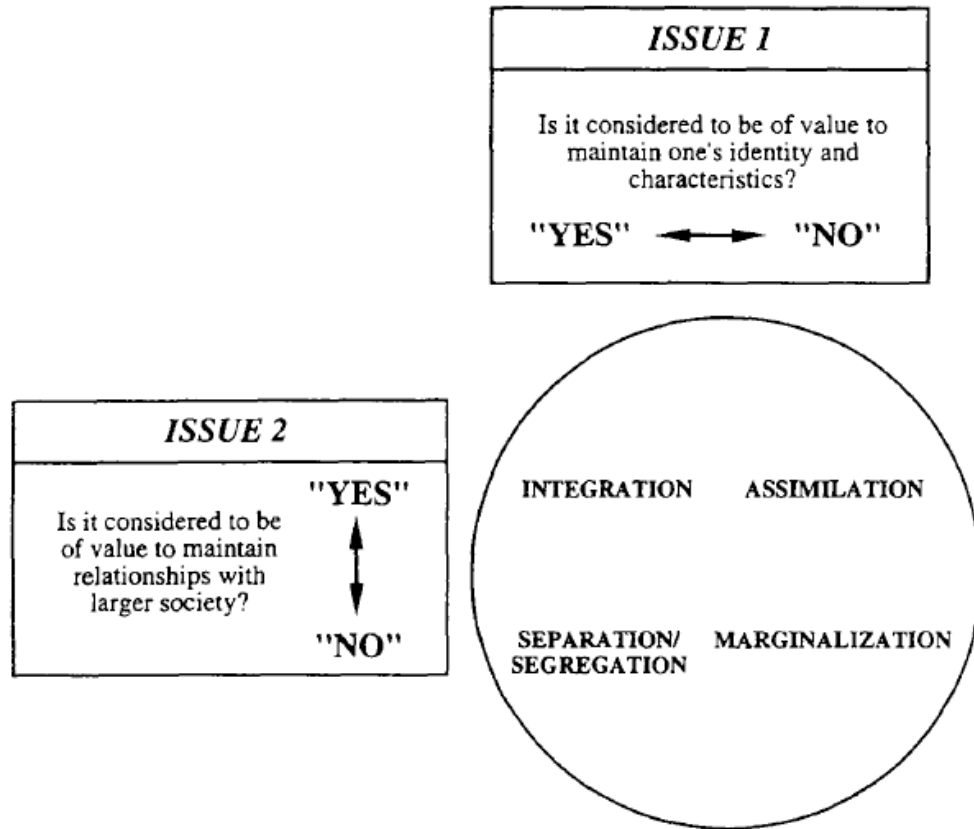 ISSUE 1
Is it considered to be of value to
maintain one's identity and
characteristics?
"YES" "NO"
ISSUE 2
Is it considered to be
of value to maintain
relationships with
larger society?
"YES"
"NO"
INTEGRATION
ASSIMILATION
SEPARATION/
SEGREGATION
MARGINALIZATION